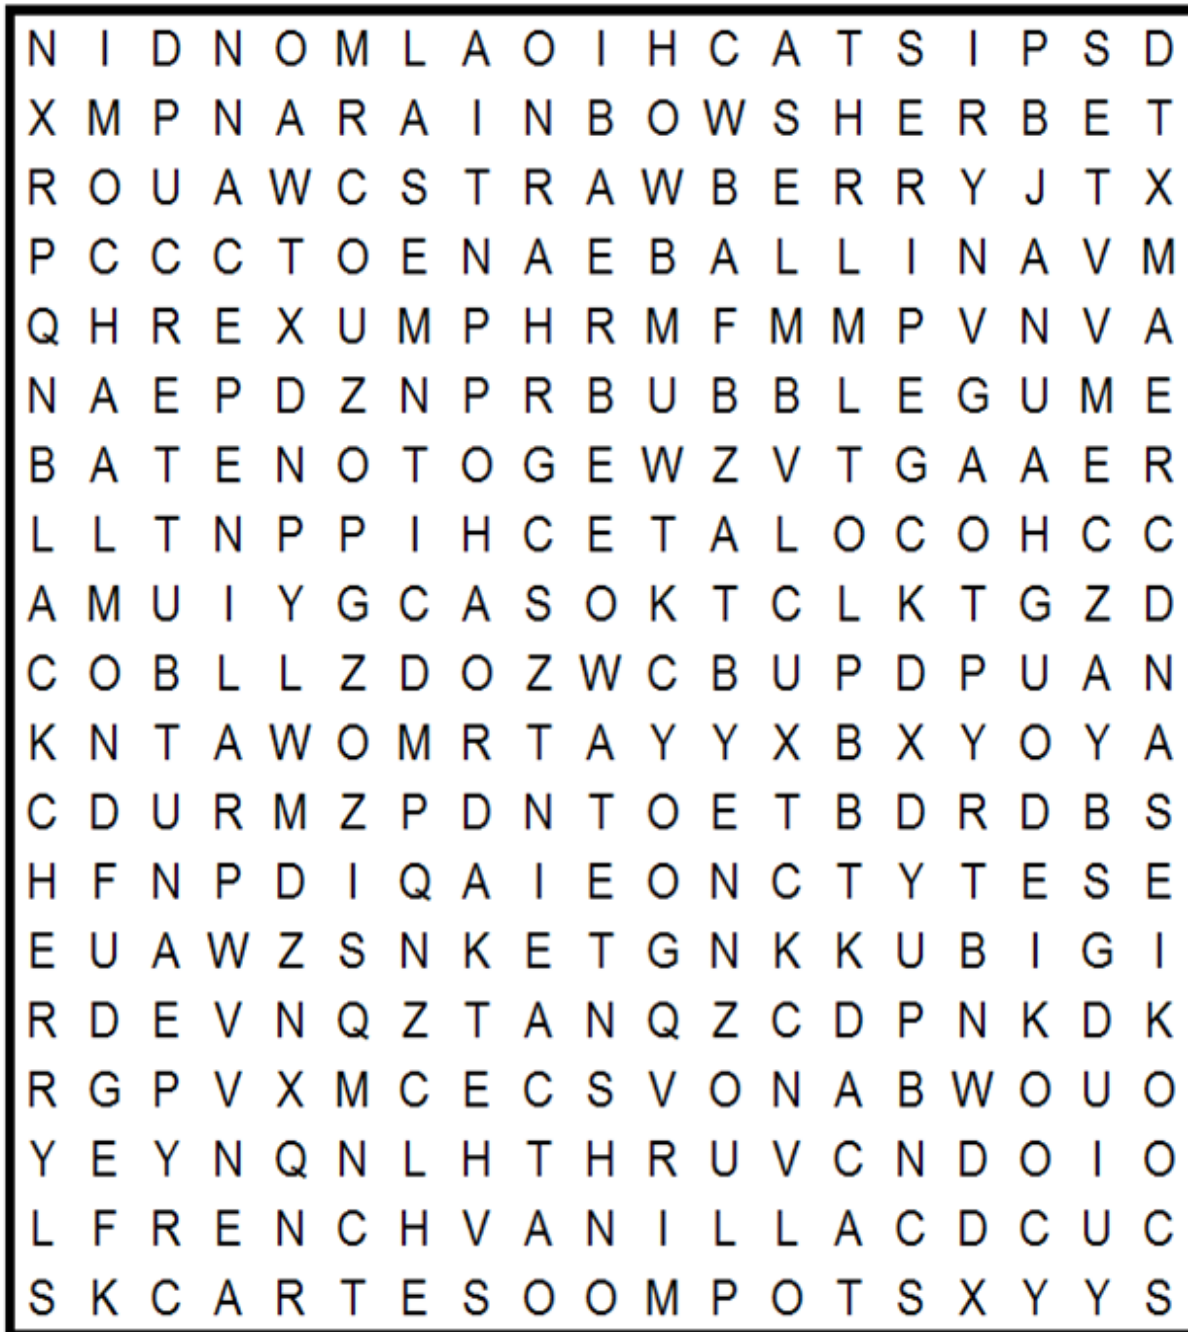 N I D N O M L A O I H C A T S I P S D
X M P N A R A I N B O W S H E R B E T
R O U A W C S T R A W B E R R Y J T X
P C C C T O E N A E B A L L I N A V M
Q H R E X U M P H R M F M M P V N V A
N A E P D Z N P R B U B B L E G U M E
B A T E N O T O G E W Z V T G A A E R
L L T N P P I H C E T A L O C O H C C
A M U I Y G C A S O K T C L K T G Z D
C O B L L Z D O Z W C B U P D P U A N
K N T A W O M R T A Y Y X B X Y O Y A
C D U R M Z P D N T O E T B D R D B S
H F N P D I Q A I E O N C T Y T E S E
E U A W Z S N K E T G N K K U B I G I
R D E V N Q Z T A N Q Z C D P N K D K
R G P V X M C E C S V O N A B W O U O
Y E Y N Q N L H T H R U V C N D O I O
L F R E N C H V A N I L L A C D C U C
S K C A R T E S O O M P O T S X Y Y S